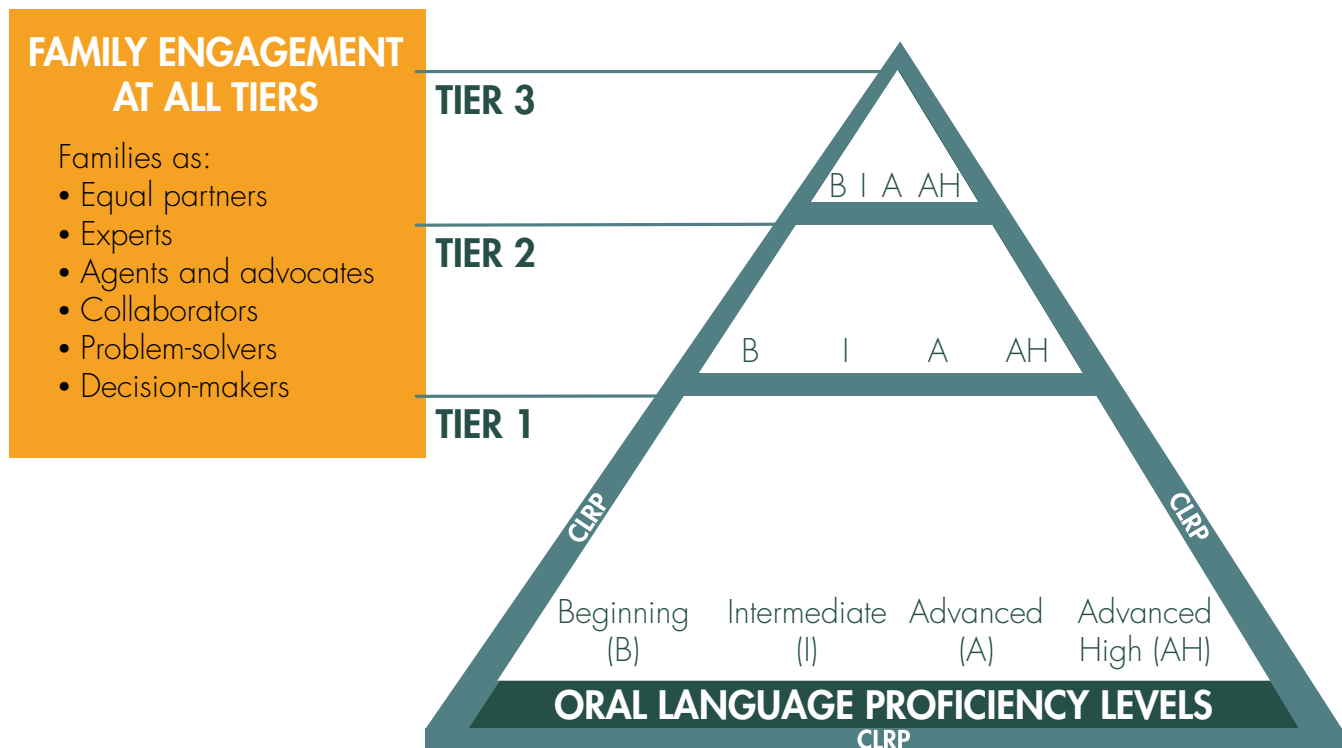 FAMILY ENGAGEMENT
AT ALL TIERS
Families as:
• Equal partners
• Experts
• Agents and advocates
• Collaborators
• Problem-solvers
• Decision-makers
TIER 3
B I A AH
TIER 2
B I A AH
TIER 1
CLRP
CLRP
Beginning Intermediate Advanced Advanced
(B) (I) (A) High (AH)
ORAL LANGUAGE PROFICIENCY LEVELS
CLRP